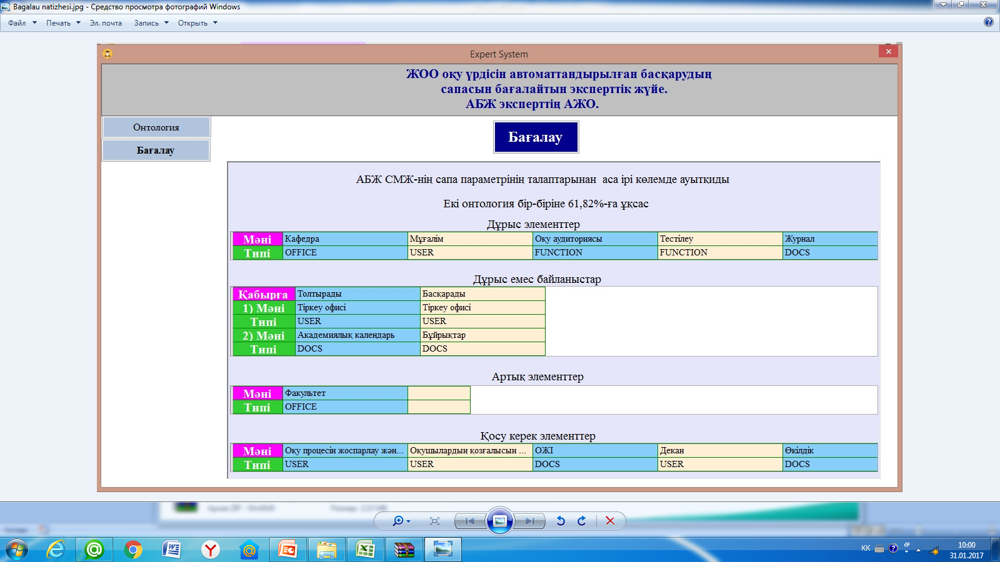 Bagalau natizhesi.jpg - Средство просмотра фотографий Windows
Файл Печать Эл. почта Запись Открыть
Expert System
ЖОО оқу үрдісін автоматтандырылған басқарудың
сапасын бағалайтын эксперттік жүйе.
АБЖ эксперттің АЖО.
Онтология
Бағалау
Бағалау
АБЖ СМЖ-нің сапа параметрінің талаптарынан аса ірі көлемде ауытқиды
Екі онтология бір-біріне 61,82%-ға ұқсас
Дұрыс элементтер
Мәні Кафедра Мұғалім Оқу аудиториясы Тестілеу Журнал
Типі OFFICE USER FUNCTION FUNCTION DOCS
Дұрыс емес байланыстар
Қабырға Толтырады Басқарады
1) Мәні Тіркеу офисі Тіркеу офисі
Типі USER USER
2) Мәні Академиялық календарь Бұйрықтар
Типі DOCS DOCS
Артық элементтер
Мәні Факультет
Типі OFFICE
Қосу керек элементтер
Мәні Оқу процесін жоспарлау жән... Оқушылардың қозғалысын ... ОЖІ Декан Өкілдік
Типі USER USER DOCS USER DOCS
KK 10:00
31.01.2017